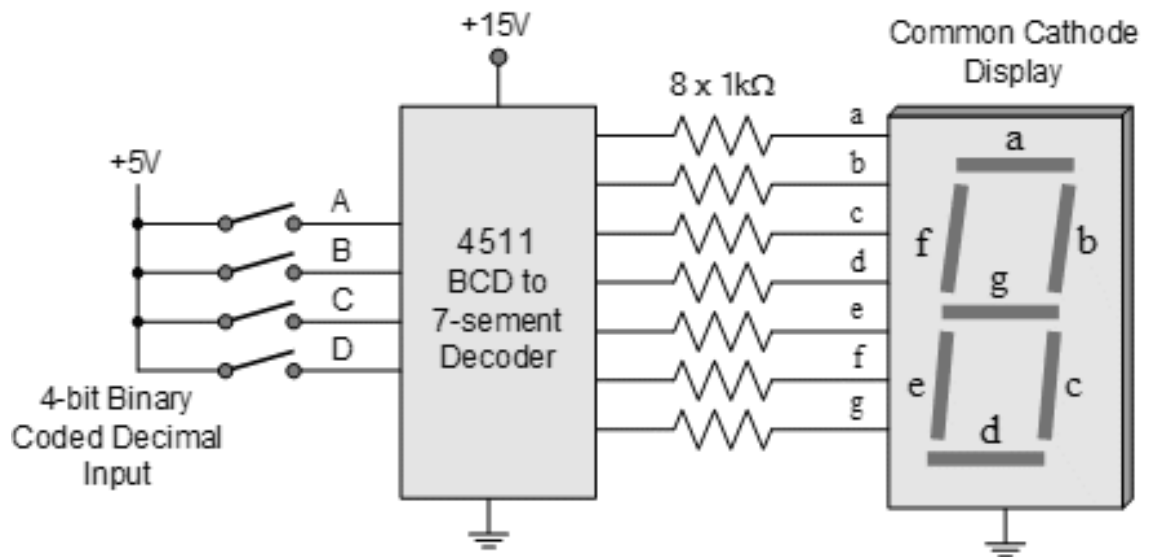 +15V
Common Cathode
Display
8 x 1kΩ
+5V
A
B
C
D
4511
BCD to
7-sement
Decoder
4-bit Binary
Coded Decimal
Input
a
b
c
d
e
f
g
a
f
b
g
e
c
d